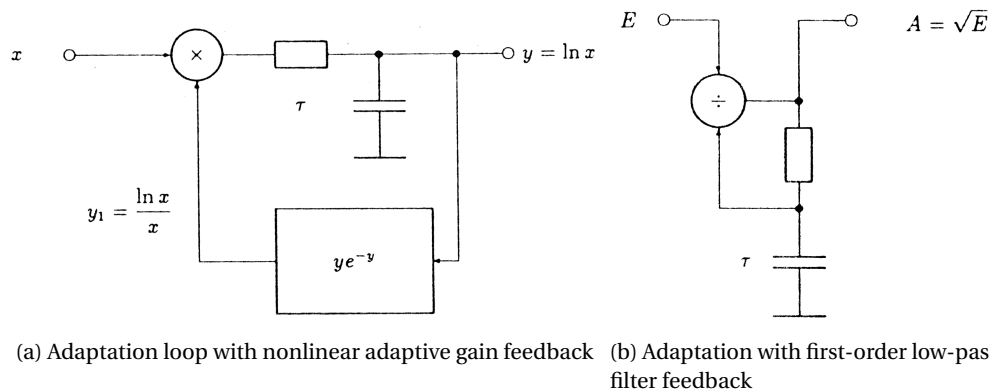 x
×
τ
y = ln x
y₁ = ln x / x
ye⁻ʸ
(a) Adaptation loop with nonlinear adaptive gain feedback
E
A = √E
÷
τ
(b) Adaptation with first-order low-pas
filter feedback